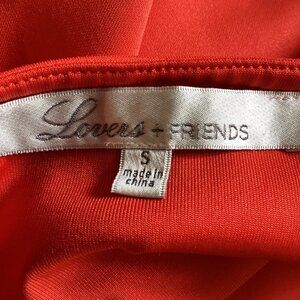 Lovers + FRIENDS
S
made in
china